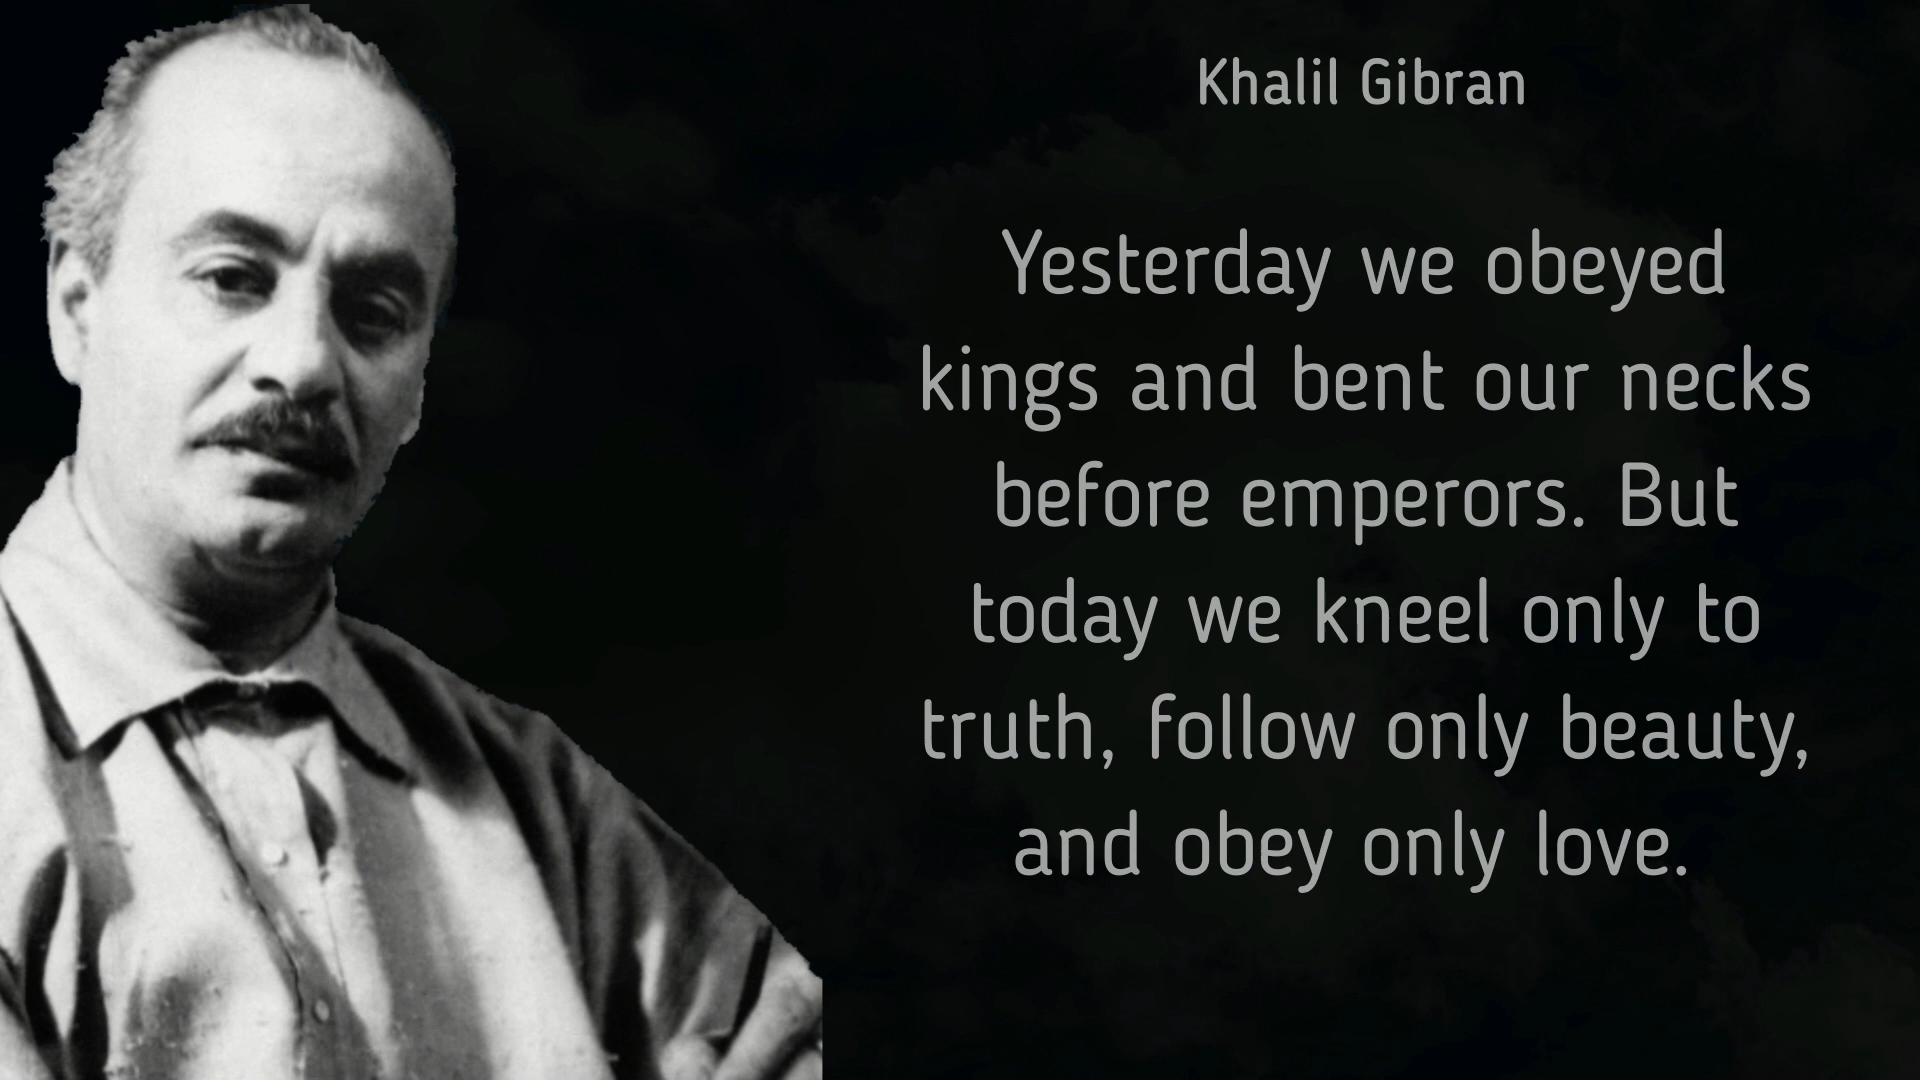 Khalil Gibran
Yesterday we obeyed
kings and bent our necks
before emperors. But
today we kneel only to
truth, follow only beauty,
and obey only love.